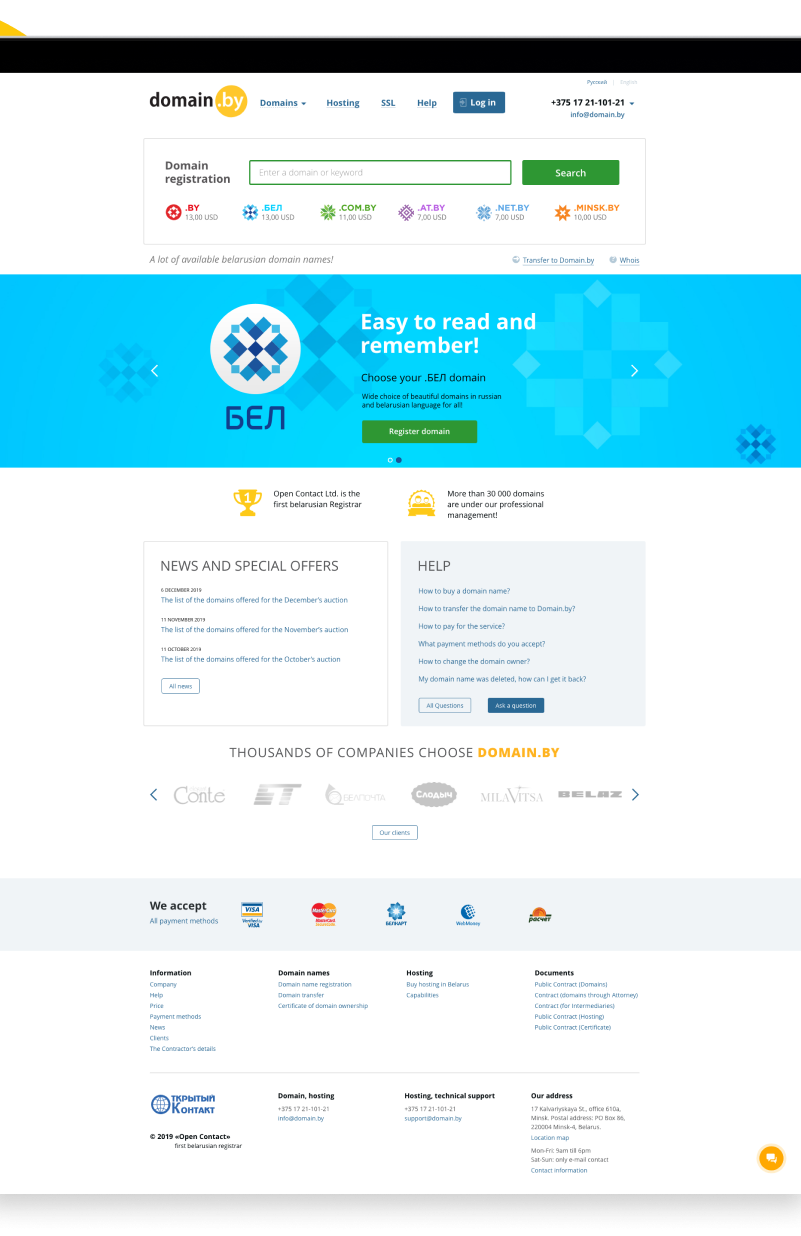 Русский | English
domain.by
Domains
Hosting
SSL
Help
Log in
+375 17 21-101-21
info@domain.by
Domain
registration
Enter a domain or keyword
Search
.BY
13,00 USD
.БЕЛ
13,00 USD
.COM.BY
11,00 USD
.AT.BY
7,00 USD
.NET.BY
7,00 USD
.MINSK.BY
10,00 USD
A lot of available belarusian domain names!
Transfer to Domain.by
Whois
БЕЛ
Easy to read and
remember!
Choose your .БЕЛ domain
Wide choice of beautiful domains in russian
and belarusian language for all!
Register domain
1
Open Contact Ltd. is the
first belarusian Registrar
More than 30 000 domains
are under our professional
management!
NEWS AND SPECIAL OFFERS
6 DECEMBER 2019
The list of the domains offered for the December's auction
11 NOVEMBER 2019
The list of the domains offered for the November's auction
11 OCTOBER 2019
The list of the domains offered for the October's auction
All news
HELP
How to buy a domain name?
How to transfer the domain name to Domain.by?
How to pay for the service?
What payment methods do you accept?
How to change the domain owner?
My domain name was deleted, how can I get it back?
All Questions
Ask a question
THOUSANDS OF COMPANIES CHOOSE DOMAIN.BY
Conte
БЕЛПОЧТА
Слодыч
MILAVITSA
BELAZ
Our clients
We accept
All payment methods
VISA
Verified by
VISA
MasterCard
MasterCard
БЕЛКАРТ
WebMoney
расчет
Information
Company
Help
Price
Payment methods
News
Clients
The Contractor's details
Domain names
Domain name registration
Domain transfer
Certificate of domain ownership
Hosting
Buy hosting in Belarus
Capabilities
Documents
Public Contract (Domains)
Contract (domains through Attorney)
Contract (for Intermediaries)
Public Contract (Hosting)
Public Contract (Certificate)
ТКРЫТЫЙ
КОНТАКТ
© 2019 «Open Contact»
first belarusian registrar
Domain, hosting
+375 17 21-101-21
info@domain.by
Hosting, technical support
+375 17 21-101-21
support@domain.by
Our address
17 Kalvaryskaya St., office 610a,
Minsk. Postal address: PO Box 86,
220004 Minsk-4, Belarus.
Location map
Mon-Fri: 9am till 6pm
Sat-Sun: only e-mail contact
Contact information